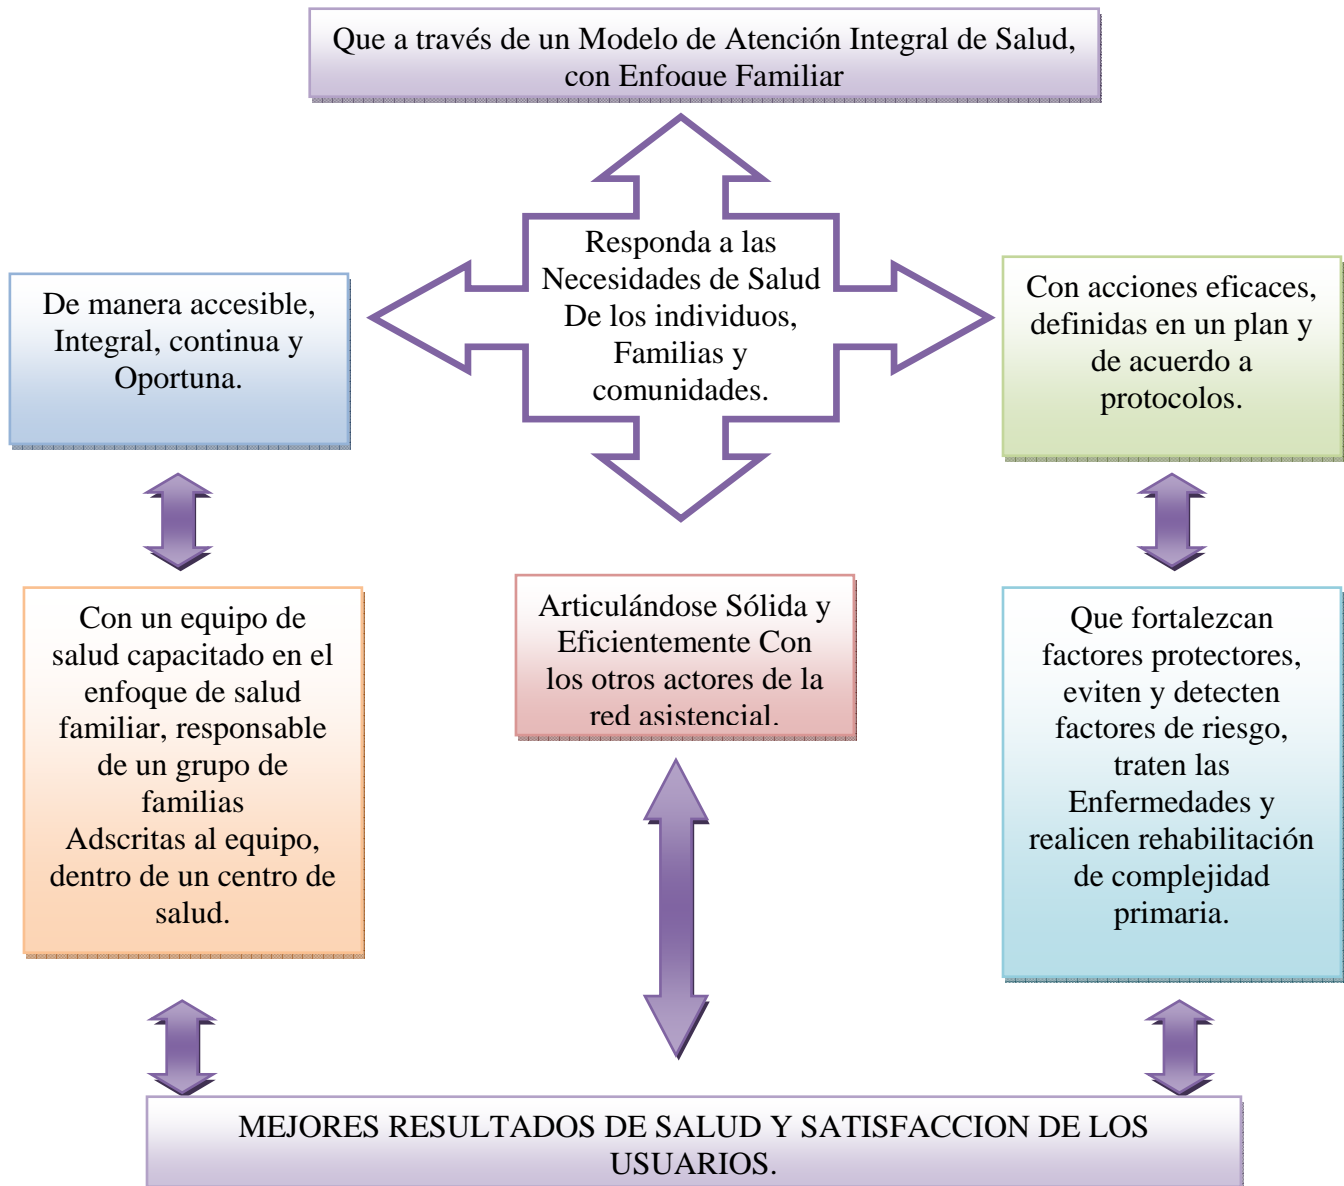 Que a través de un Modelo de Atención Integral de Salud,
con Enfoque Familiar
Responda a las
Necesidades de Salud
De los individuos,
Familias y
comunidades.
De manera accesible,
Integral, continua y
Oportuna.
Con acciones eficaces,
definidas en un plan y
de acuerdo a
protocolos.
Con un equipo de
salud capacitado en el
enfoque de salud
familiar, responsable
de un grupo de
familias
Adscritas al equipo,
dentro de un centro de
salud.
Articulándose Sólida y
Eficientemente Con
los otros actores de la
red asistencial.
Que fortalezcan
factores protectores,
eviten y detecten
factores de riesgo,
traten las
Enfermedades y
realicen rehabilitación
de complejidad
primaria.
MEJORES RESULTADOS DE SALUD Y SATISFACCION DE LOS
USUARIOS.